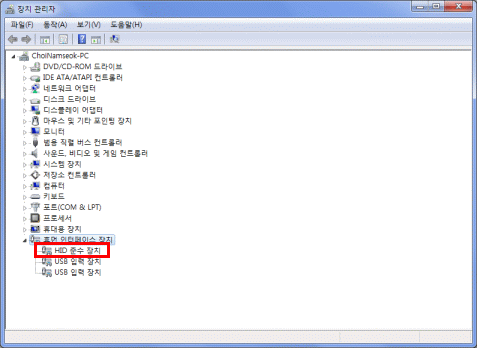 장치 관리자
파일(F) 동작(A) 보기(V) 도움말(H)
ChoiNamseok-PC
DVD/CD-ROM 드라이브
IDE ATA/ATAPI 컨트롤러
네트워크 어댑터
디스크 드라이브
디스플레이 어댑터
마우스 및 기타 포인팅 장치
모니터
범용 직렬 버스 컨트롤러
사운드, 비디오 및 게임 컨트롤러
시스템 장치
저장소 컨트롤러
컴퓨터
키보드
포트(COM & LPT)
프로세서
휴대용 장치
휴먼 인터페이스 장치
HID 준수 장치
USB 입력 장치
USB 입력 장치